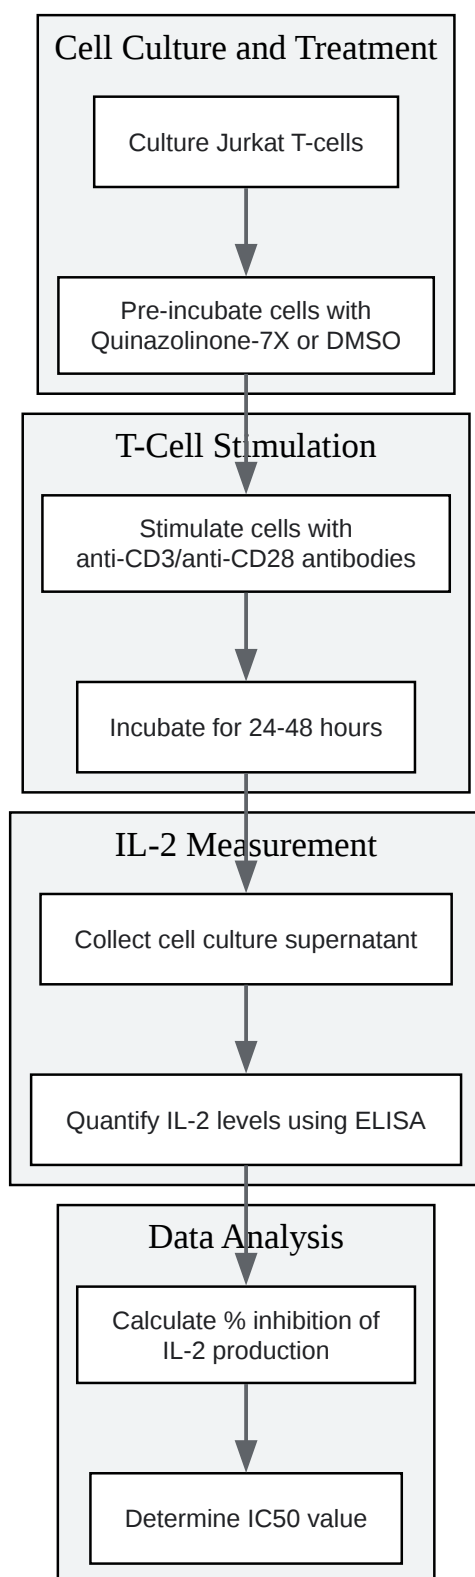 Cell Culture and Treatment
Culture Jurkat T-cells
Pre-incubate cells with
Quinazolinone-7X or DMSO
T-Cell Stimulation
Stimulate cells with
anti-CD3/anti-CD28 antibodies
Incubate for 24-48 hours
IL-2 Measurement
Collect cell culture supernatant
Quantify IL-2 levels using ELISA
Data Analysis
Calculate % inhibition of
IL-2 production
Determine IC50 value